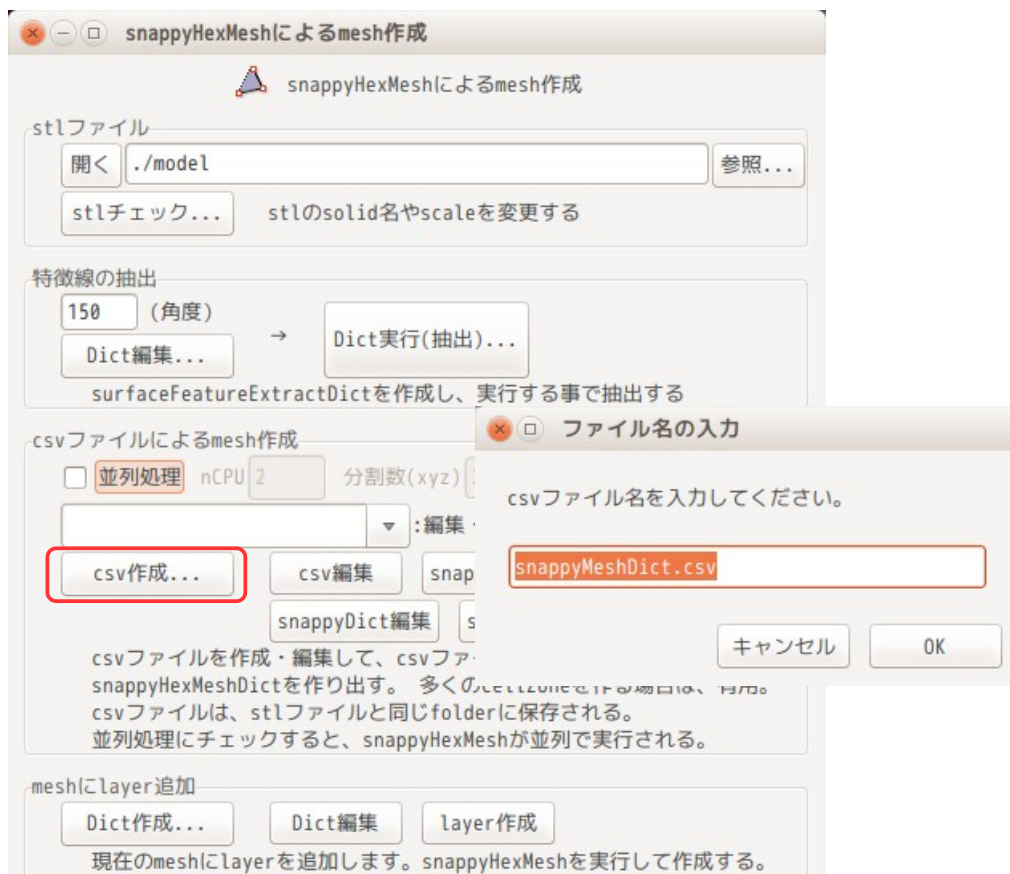 snappyHexMeshによるmesh作成
snappyHexMeshによるmesh作成
stlファイル
開く ./model 参照...
stlチェック... stlのsolid名やscaleを変更する
特徴線の抽出
150 (角度)
→ Dict実行(抽出)...
Dict編集...
surfaceFeatureExtractDictを作成し、実行する事で抽出する
csvファイルによるmesh作成
並列処理 nCPU 2 分割数(xyz)
:編集
csv作成... csv編集 snap
snappyDict編集 s
csvファイルを作成・編集して、csvファ
snappyHexMeshDictを作り出す。 多くのcellZoneを作る場合は、有用。
csvファイルは、stlファイルと同じfolderに保存される。
並列処理にチェックすると、snappyHexMeshが並列で実行される。
meshにlayer追加
Dict作成... Dict編集 layer作成
現在のmeshにlayerを追加します。snappyHexMeshを実行して作成する。
ファイル名の入力
csvファイル名を入力してください。
snappyMeshDict.csv
キャンセル OK